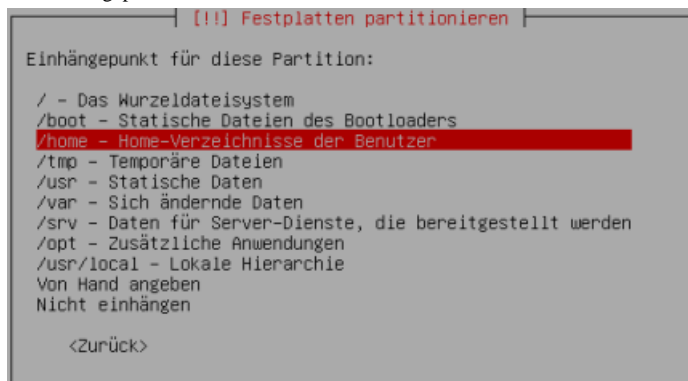 [!!] Festplatten partitionieren
Einhängepunkt für diese Partition:
/ - Das Wurzeldateisystem
/boot - Statische Dateien des Bootloaders
/home - Home-Verzeichnisse der Benutzer
/tmp - Temporäre Dateien
/usr - Statische Daten
/var - Sich ändernde Daten
/srv - Daten für Server-Dienste, die bereitgestellt werden
/opt - Zusätzliche Anwendungen
/usr/local - Lokale Hierarchie
Von Hand angeben
Nicht einhängen
<Zurück>